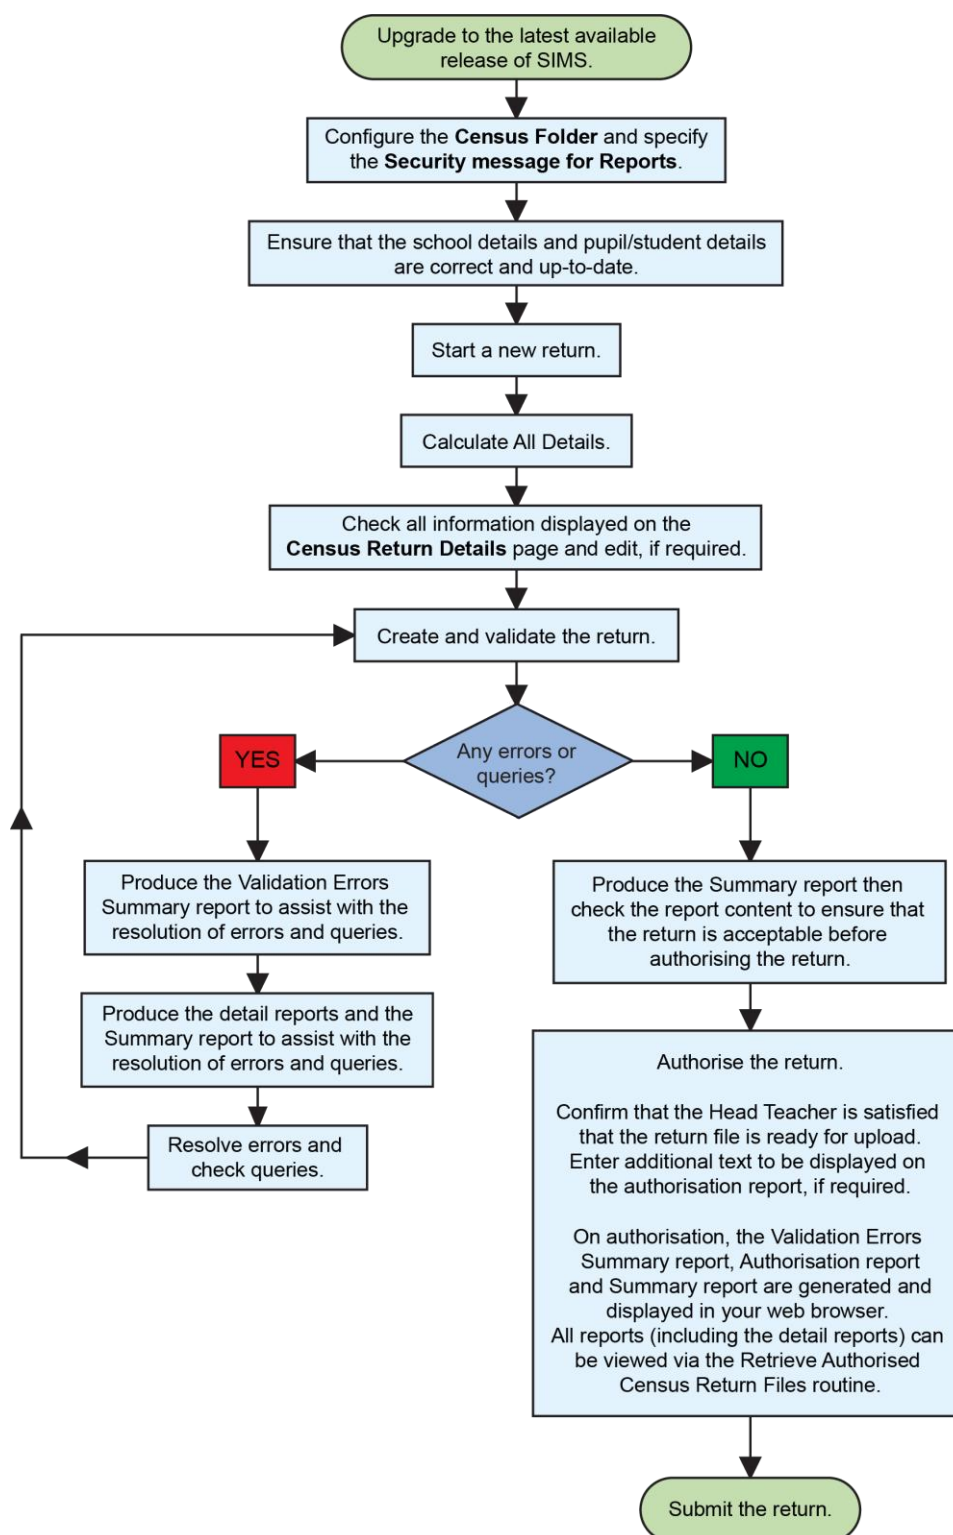 Upgrade to the latest available
release of SIMS.
Configure the Census Folder and specify
the Security message for Reports.
Ensure that the school details and pupil/student details
are correct and up-to-date.
Start a new return.
Calculate All Details.
Check all information displayed on the
Census Return Details page and edit, if required.
Create and validate the return.
Any errors or
queries?
YES
NO
Produce the Validation Errors
Summary report to assist with the
resolution of errors and queries.
Produce the detail reports and the
Summary report to assist with the
resolution of errors and queries.
Resolve errors and
check queries.
Produce the Summary report then
check the report content to ensure that
the return is acceptable before
authorising the return.
Authorise the return.
Confirm that the Head Teacher is satisfied
that the return file is ready for upload.
Enter additional text to be displayed on
the authorisation report, if required.
On authorisation, the Validation Errors
Summary report, Authorisation report
and Summary report are generated and
displayed in your web browser.
All reports (including the detail reports) can
be viewed via the Retrieve Authorised
Census Return Files routine.
Submit the return.